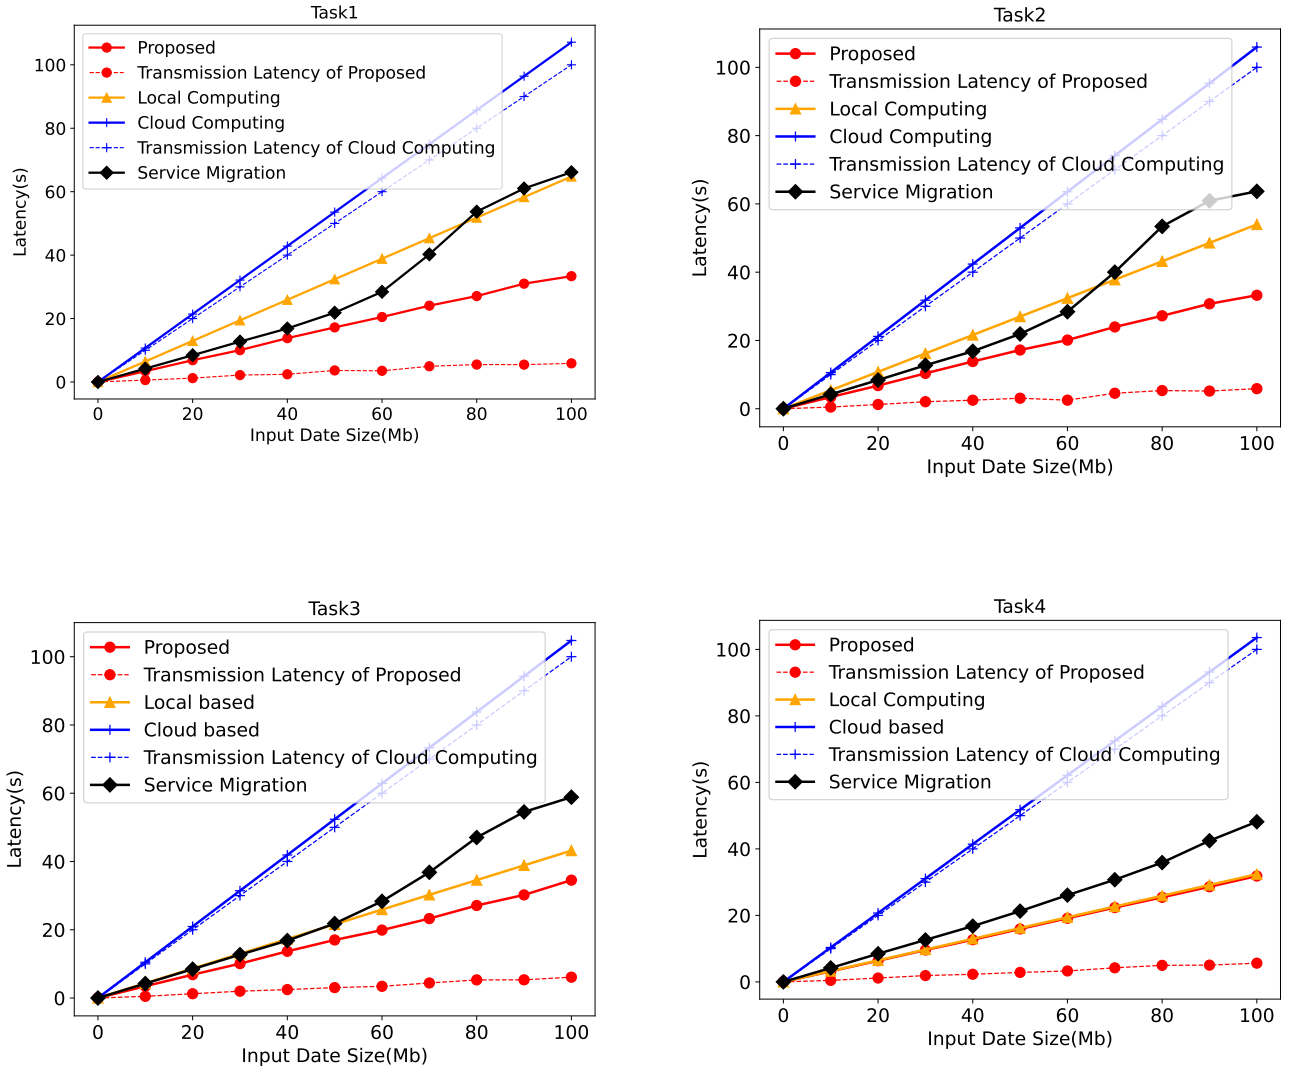 Task1
Proposed
Transmission Latency of Proposed
Local Computing
Cloud Computing
Transmission Latency of Cloud Computing
Service Migration
Latency(s)
100
80
60
40
20
0
0 20 40 60 80 100
Input Date Size(Mb)
Task2
Proposed
Transmission Latency of Proposed
Local Computing
Cloud Computing
Transmission Latency of Cloud Computing
Service Migration
Latency(s)
100
80
60
40
20
0
0 20 40 60 80 100
Input Date Size(Mb)
Task3
Proposed
Transmission Latency of Proposed
Local based
Cloud based
Transmission Latency of Cloud Computing
Service Migration
Latency(s)
100
80
60
40
20
0
0 20 40 60 80 100
Input Date Size(Mb)
Task4
Proposed
Transmission Latency of Proposed
Local Computing
Cloud based
Transmission Latency of Cloud Computing
Service Migration
Latency(s)
100
80
60
40
20
0
0 20 40 60 80 100
Input Date Size(Mb)